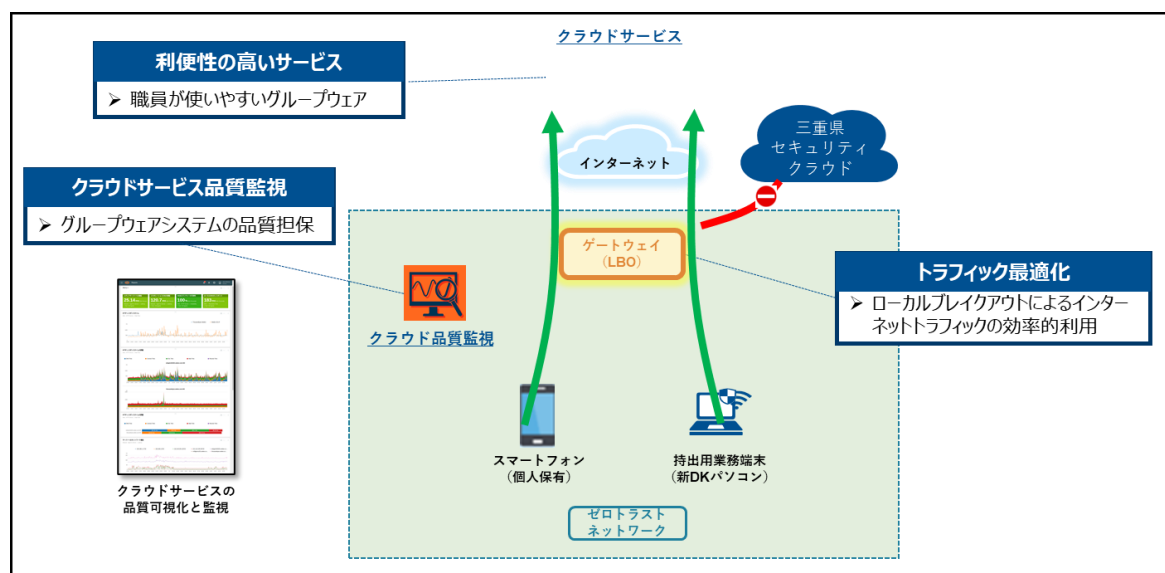 クラウドサービス
利便性の高いサービス
➢ 職員が使いやすいグループウェア
三重県
セキュリティ
クラウド
インターネット
クラウドサービス品質監視
➢ グループウェアシステムの品質担保
ゲートウェイ
(LBO)
トラフィック最適化
➢ ローカルブレイクアウトによるインター
ネットトラフィックの効率的利用
クラウド品質監視
スマートフォン
(個人保有)
持出用業務端末
(新DKパソコン)
クラウドサービスの
品質可視化と監視
ゼロトラスト
ネットワーク